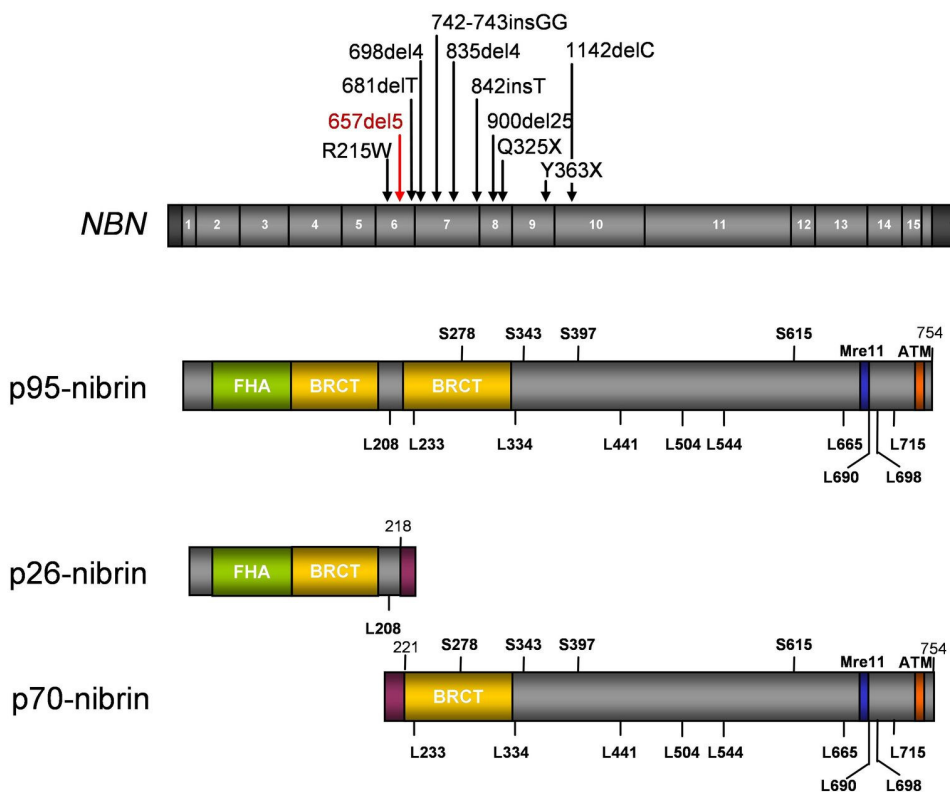 742-743insGG
698del4 835del4 1142delC
681delT 842insT
657del5 900del25
R215W Q325X
Y363X
NBN 1 2 3 4 5 6 7 8 9 10 11 12 13 14 15
S278 S343 S397 S615 754
Mre11 ATM
p95-nibrin FHA BRCT BRCT
L208 L233 L334 L441 L504 L544 L665 L715
L690 L698
218
p26-nibrin FHA BRCT
L208
221 S278 S343 S397 S615 754
Mre11 ATM
p70-nibrin BRCT
L233 L334 L441 L504 L544 L665 L715
L690 L698